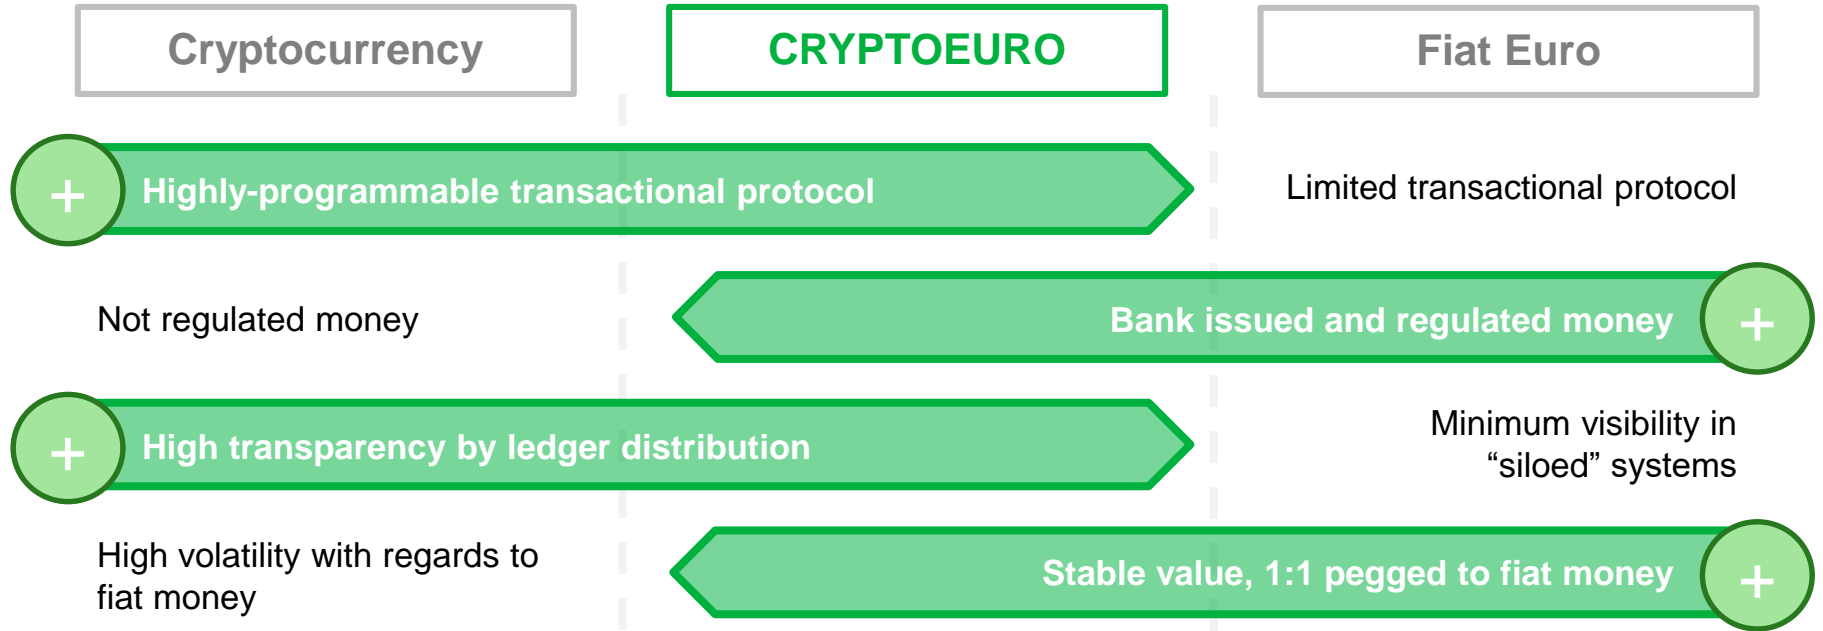 Cryptocurrency
CRYPTOEURO
Fiat Euro
+ Highly-programmable transactional protocol
Limited transactional protocol
Not regulated money
Bank issued and regulated money +
+ High transparency by ledger distribution
Minimum visibility in
“siloed” systems
High volatility with regards to
fiat money
Stable value, 1:1 pegged to fiat money +